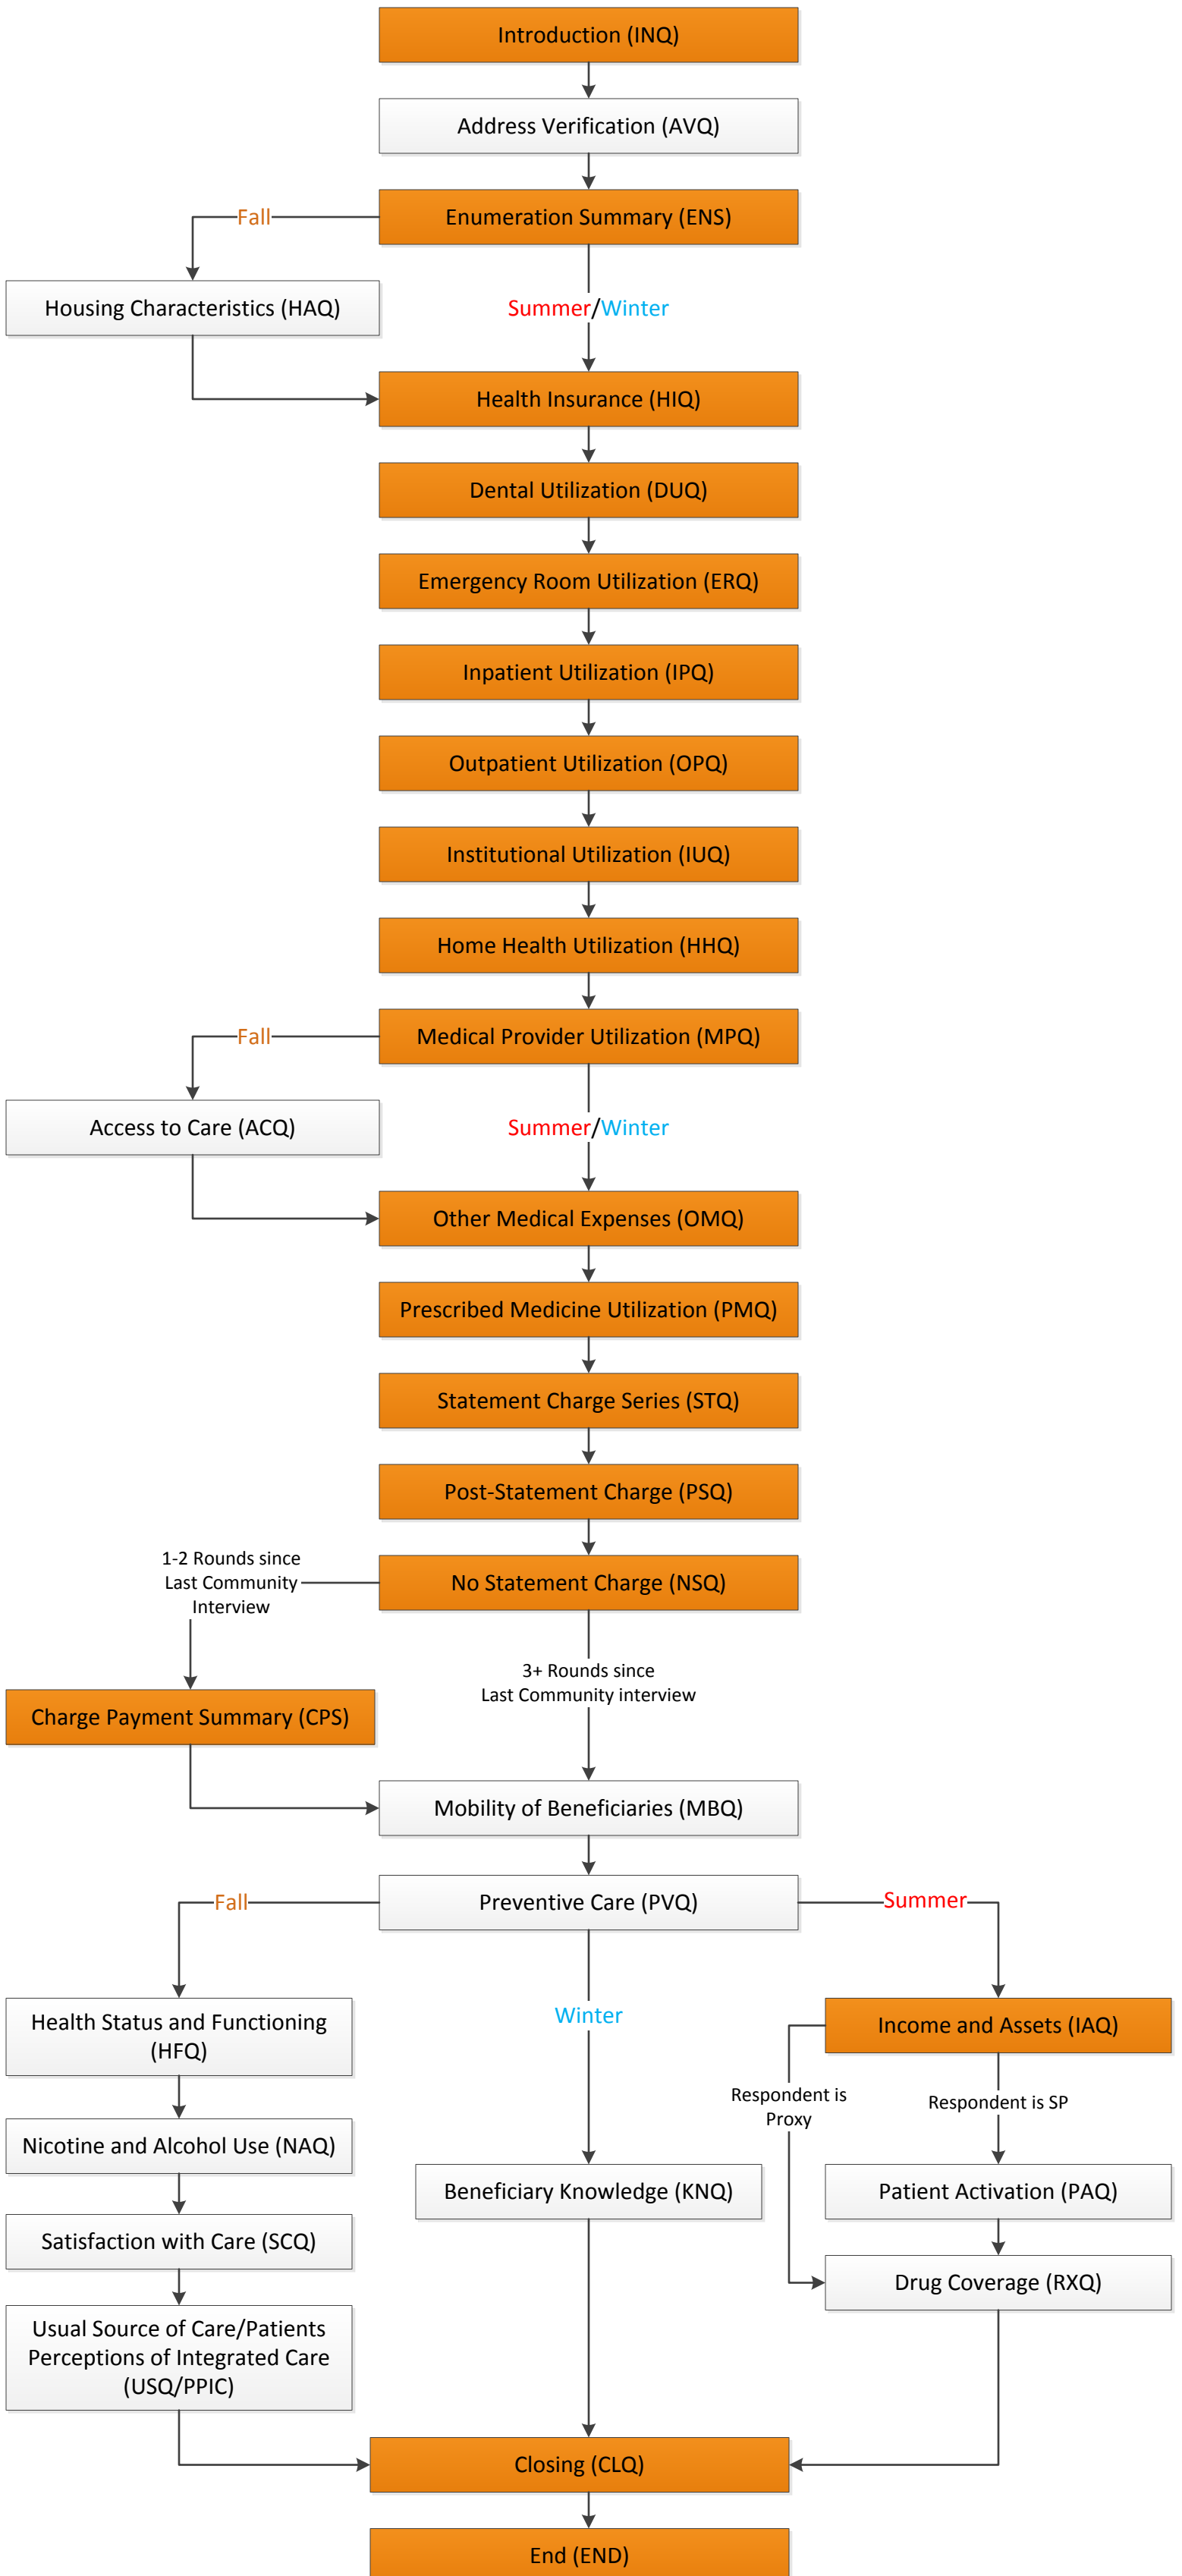 Introduction (INQ)
Address Verification (AVQ)
Enumeration Summary (ENS)
Fall
Housing Characteristics (HAQ)
Summer/Winter
Health Insurance (HIQ)
Dental Utilization (DUQ)
Emergency Room Utilization (ERQ)
Inpatient Utilization (IPQ)
Outpatient Utilization (OPQ)
Institutional Utilization (IUQ)
Home Health Utilization (HHQ)
Medical Provider Utilization (MPQ)
Fall
Access to Care (ACQ)
Summer/Winter
Other Medical Expenses (OMQ)
Prescribed Medicine Utilization (PMQ)
Statement Charge Series (STQ)
Post-Statement Charge (PSQ)
No Statement Charge (NSQ)
1-2 Rounds since
Last Community
Interview
3+ Rounds since
Last Community interview
Charge Payment Summary (CPS)
Mobility of Beneficiaries (MBQ)
Preventive Care (PVQ)
Fall
Summer
Winter
Health Status and Functioning
(HFQ)
Nicotine and Alcohol Use (NAQ)
Satisfaction with Care (SCQ)
Usual Source of Care/Patients
Perceptions of Integrated Care
(USQ/PPIC)
Beneficiary Knowledge (KNQ)
Income and Assets (IAQ)
Respondent is
Proxy
Respondent is SP
Patient Activation (PAQ)
Drug Coverage (RXQ)
Closing (CLQ)
End (END)